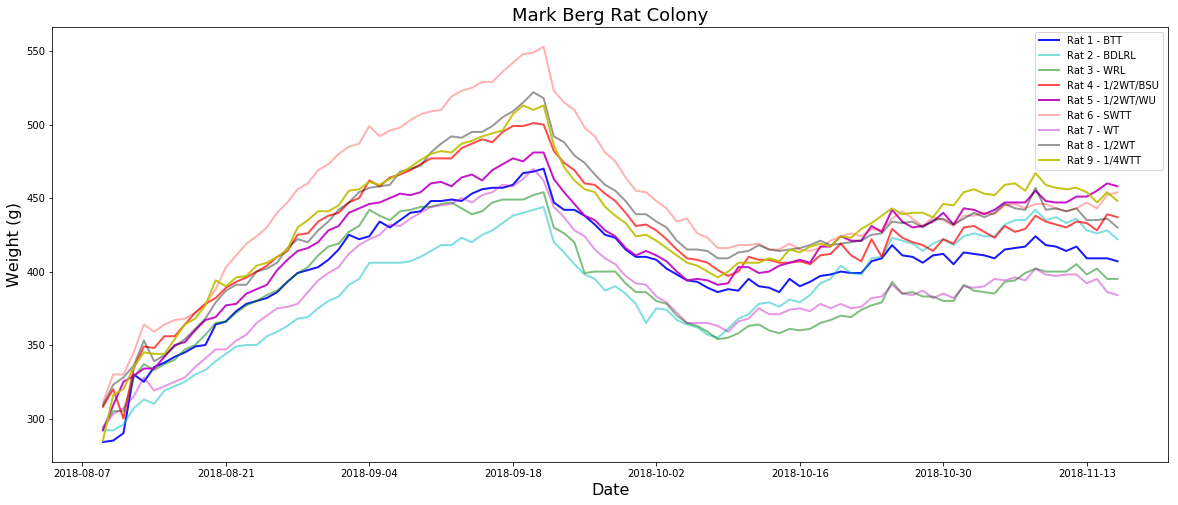 Mark Berg Rat Colony
Weight (g)
550
500
450
400
350
300
Rat 1 - BTT
Rat 2 - BDLRL
Rat 3 - WRL
Rat 4 - 1/2WT/BSU
Rat 5 - 1/2WT/WU
Rat 6 - SWTT
Rat 7 - WT
Rat 8 - 1/2WT
Rat 9 - 1/4WTT
2018-08-07 2018-08-21 2018-09-04 2018-09-18 2018-10-02 2018-10-16 2018-10-30 2018-11-13
Date